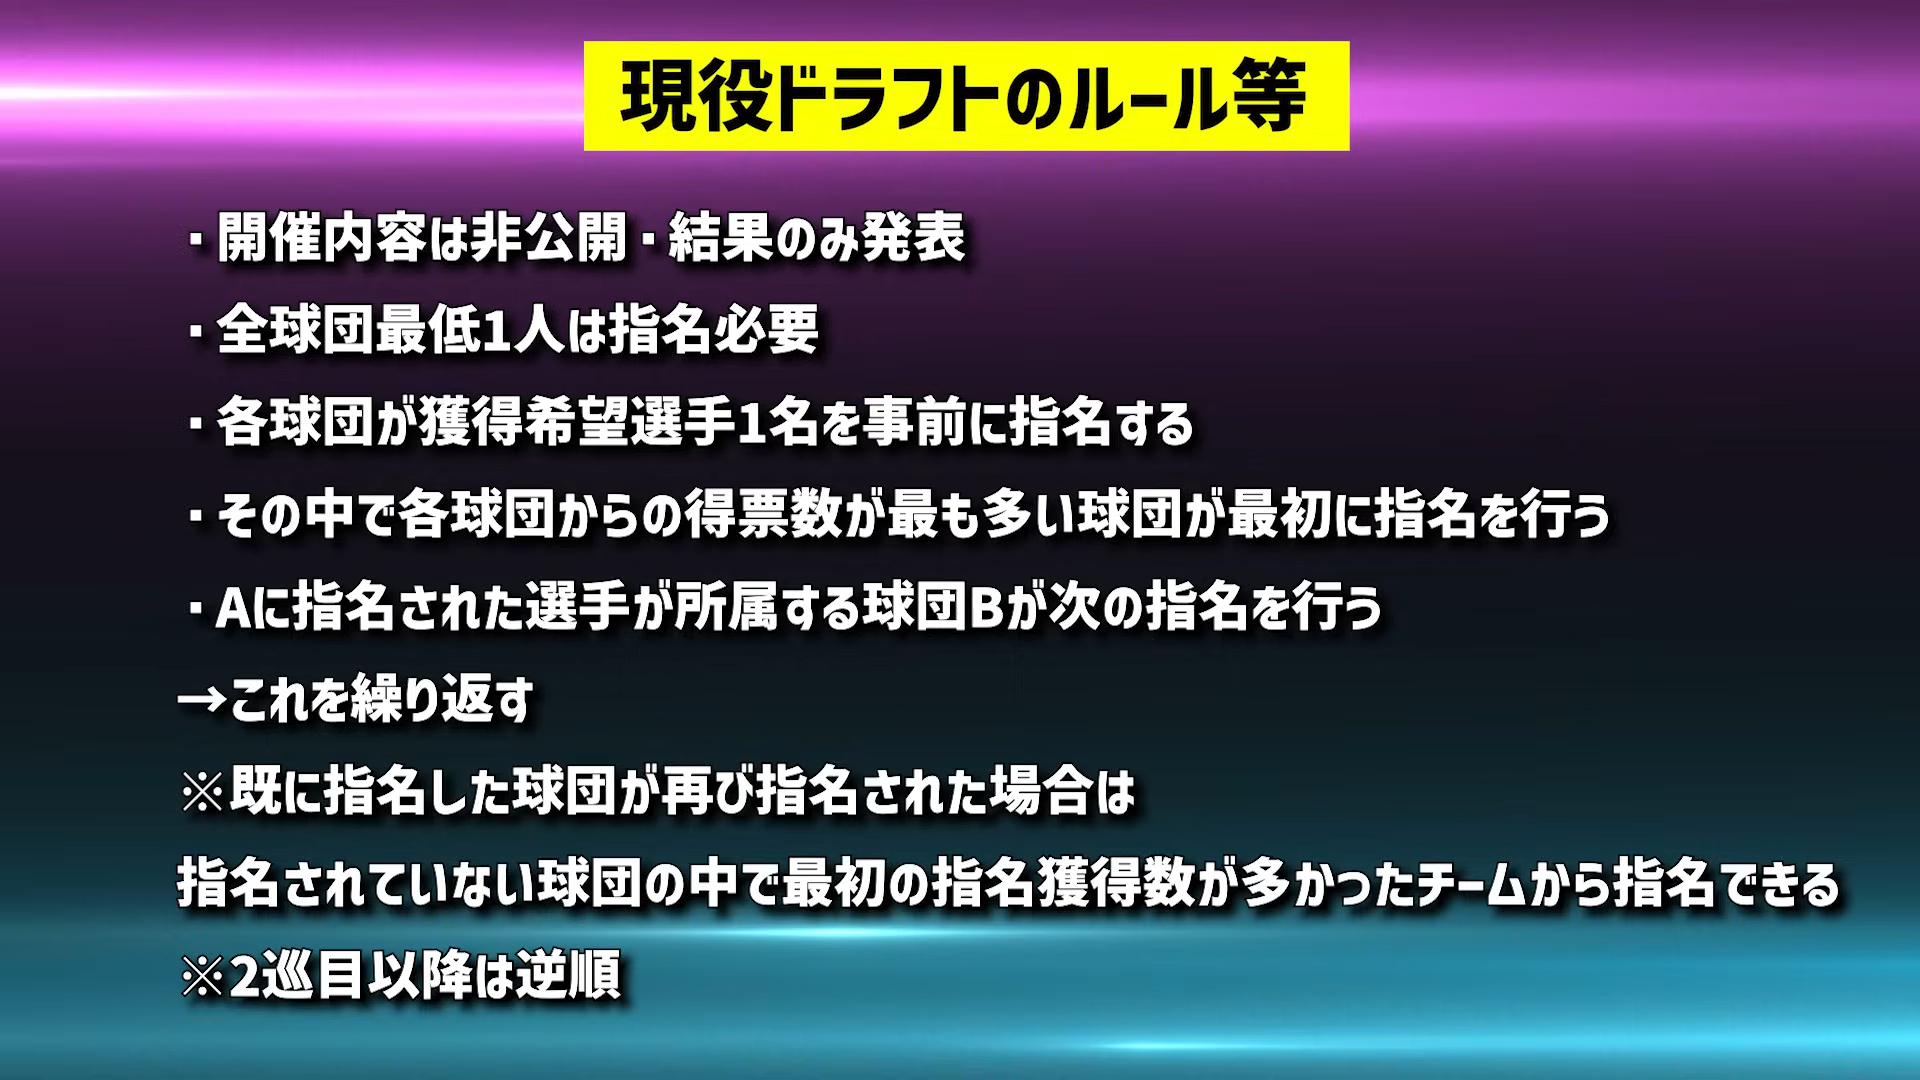 現役ドラフトのルール等
・開催内容は非公開・結果のみ発表
・全球団最低1人は指名必要
・各球団が獲得希望選手1名を事前に指名する
・その中で各球団からの得票数が最も多い球団が最初に指名を行う
・Aに指名された選手が所属する球団Bが次の指名を行う
→これを繰り返す
※既に指名した球団が再び指名された場合は
指名されていない球団の中で最初の指名獲得数が多かったチームから指名できる
※2巡目以降は逆順